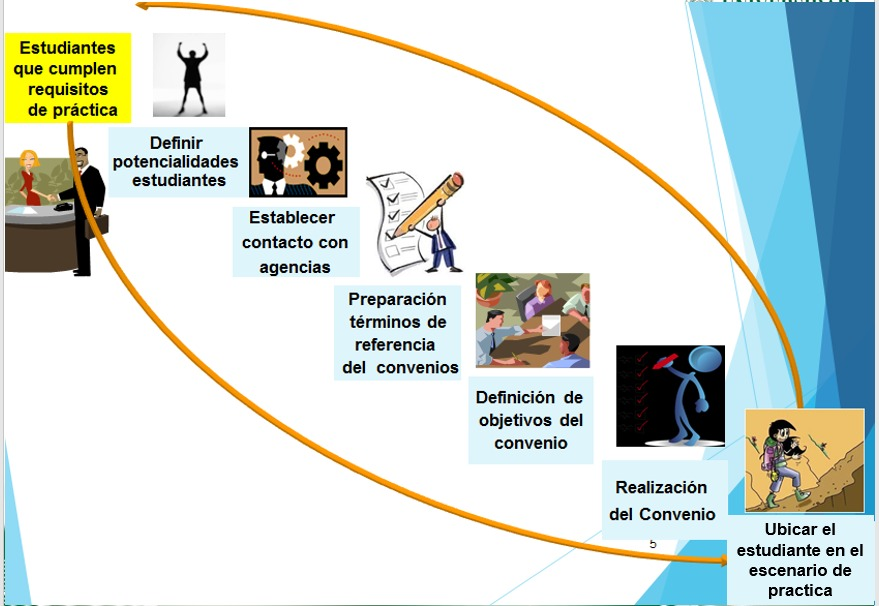 Estudiantes
que cumplen
requisitos
de práctica
Definir
potencialidades
estudiantes
Establecer
contacto con
agencias
Preparación
términos de
referencia
del convenios
Definición de
objetivos del
convenio
Realización
del Convenio
5
Ubicar el
estudiante en el
escenario de
practica